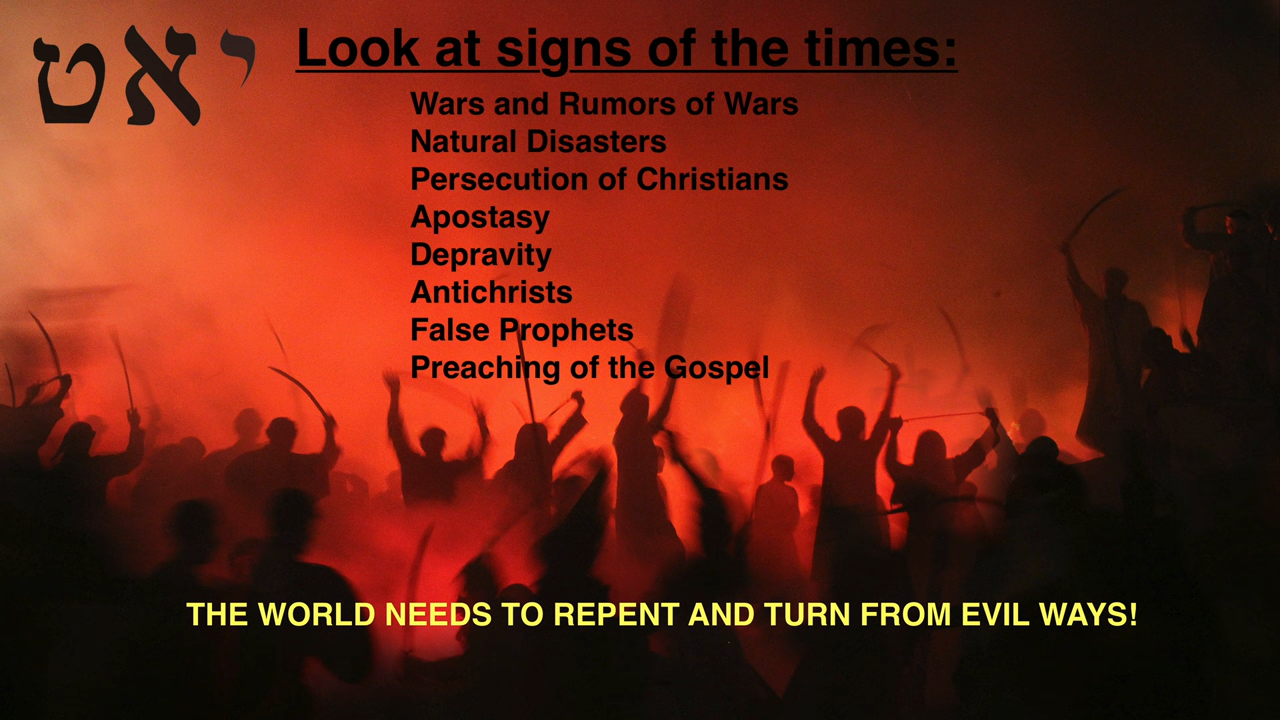 יאט
Look at signs of the times:
Wars and Rumors of Wars
Natural Disasters
Persecution of Christians
Apostasy
Depravity
Antichrists
False Prophets
Preaching of the Gospel
THE WORLD NEEDS TO REPENT AND TURN FROM EVIL WAYS!